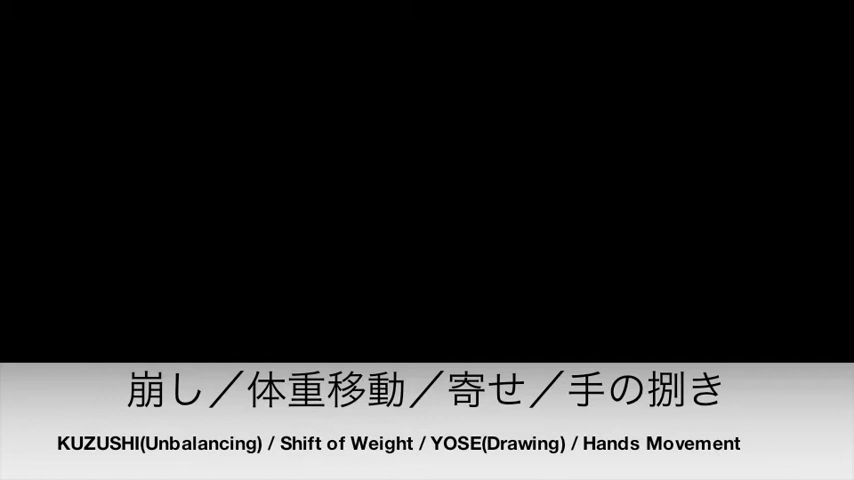 崩し／体重移動／寄せ／手の捌き
KUZUSHI(Unbalancing) / Shift of Weight / YOSE(Drawing) / Hands Movement